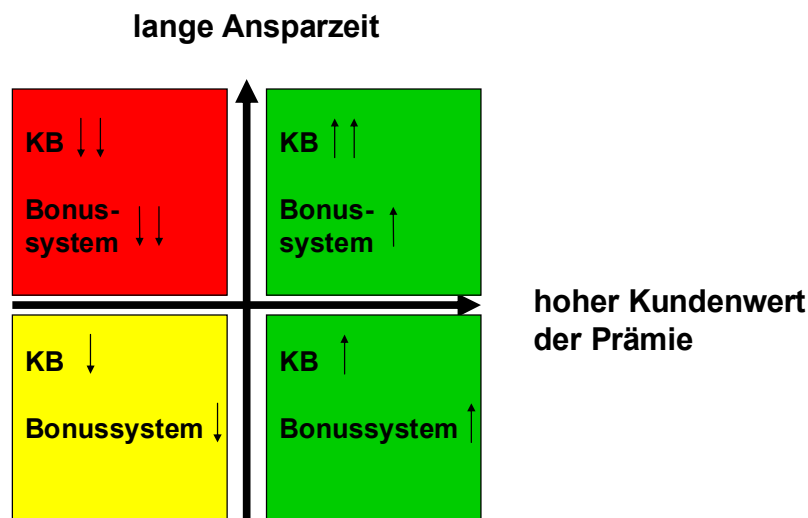 lange Ansparzeit
KB ↓↓
Bonus-
system ↓↓
KB ↑↑
Bonus-
system ↑
hoher Kundenwert
der Prämie
KB ↓
Bonussystem ↓
KB ↑
Bonussystem ↑